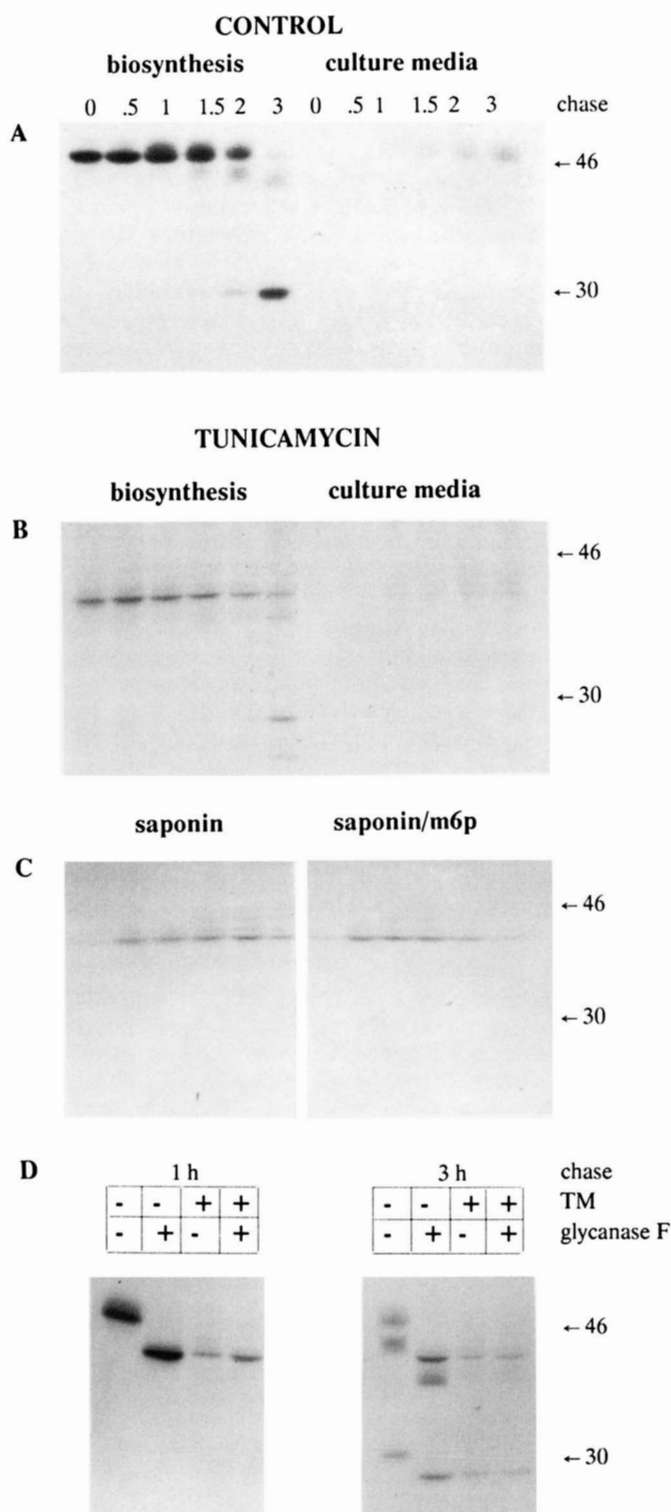 CONTROL
biosynthesis culture media
0 .5 1 1.5 2 3 0 .5 1 1.5 2 3 chase
A
←46
←30
TUNICAMYCIN
biosynthesis culture media
B
←46
←30
saponin saponin/m6p
C
←46
←30
D 1 h 3 h chase
- - + + - - + + TM
- + - + - + - + glycanase F
←46
←30